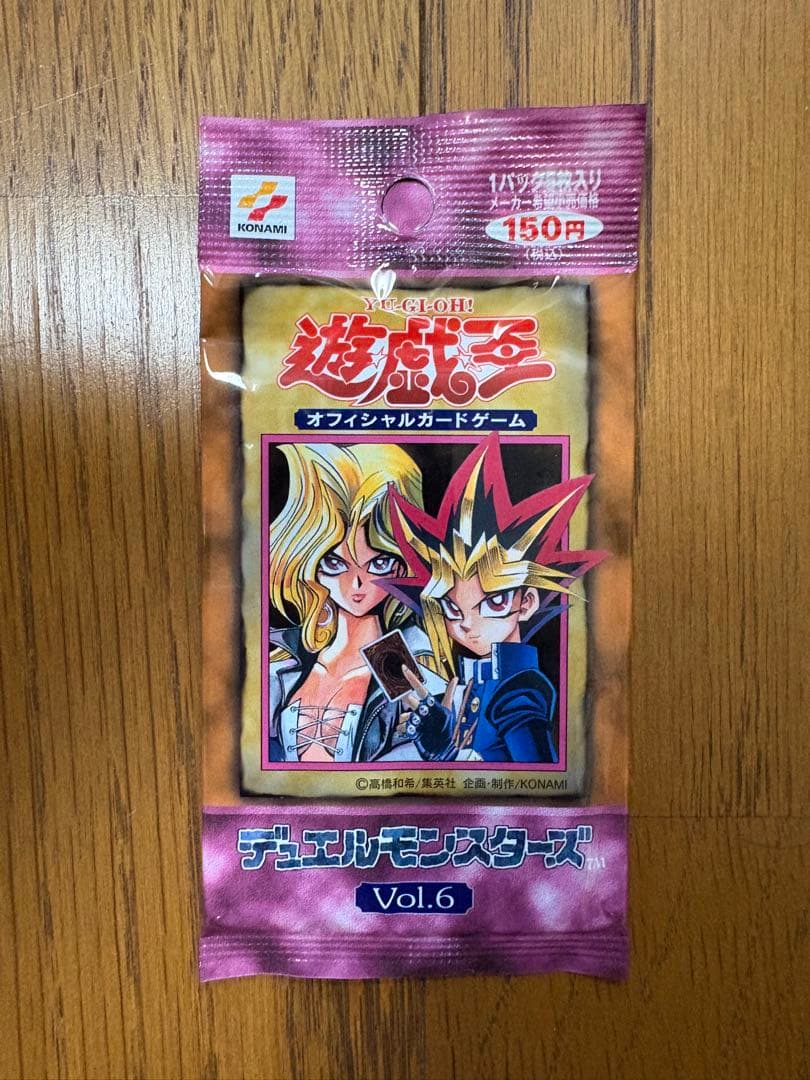 KONAMI
1パック5枚入り
メーカー希望小売価格
150円
(税込)
YU-GI-OH!
遊戯王
オフィシャルカードゲーム
©高橋和希/集英社 企画・制作/KONAMI
デュエルモンスターズTM
Vol.6